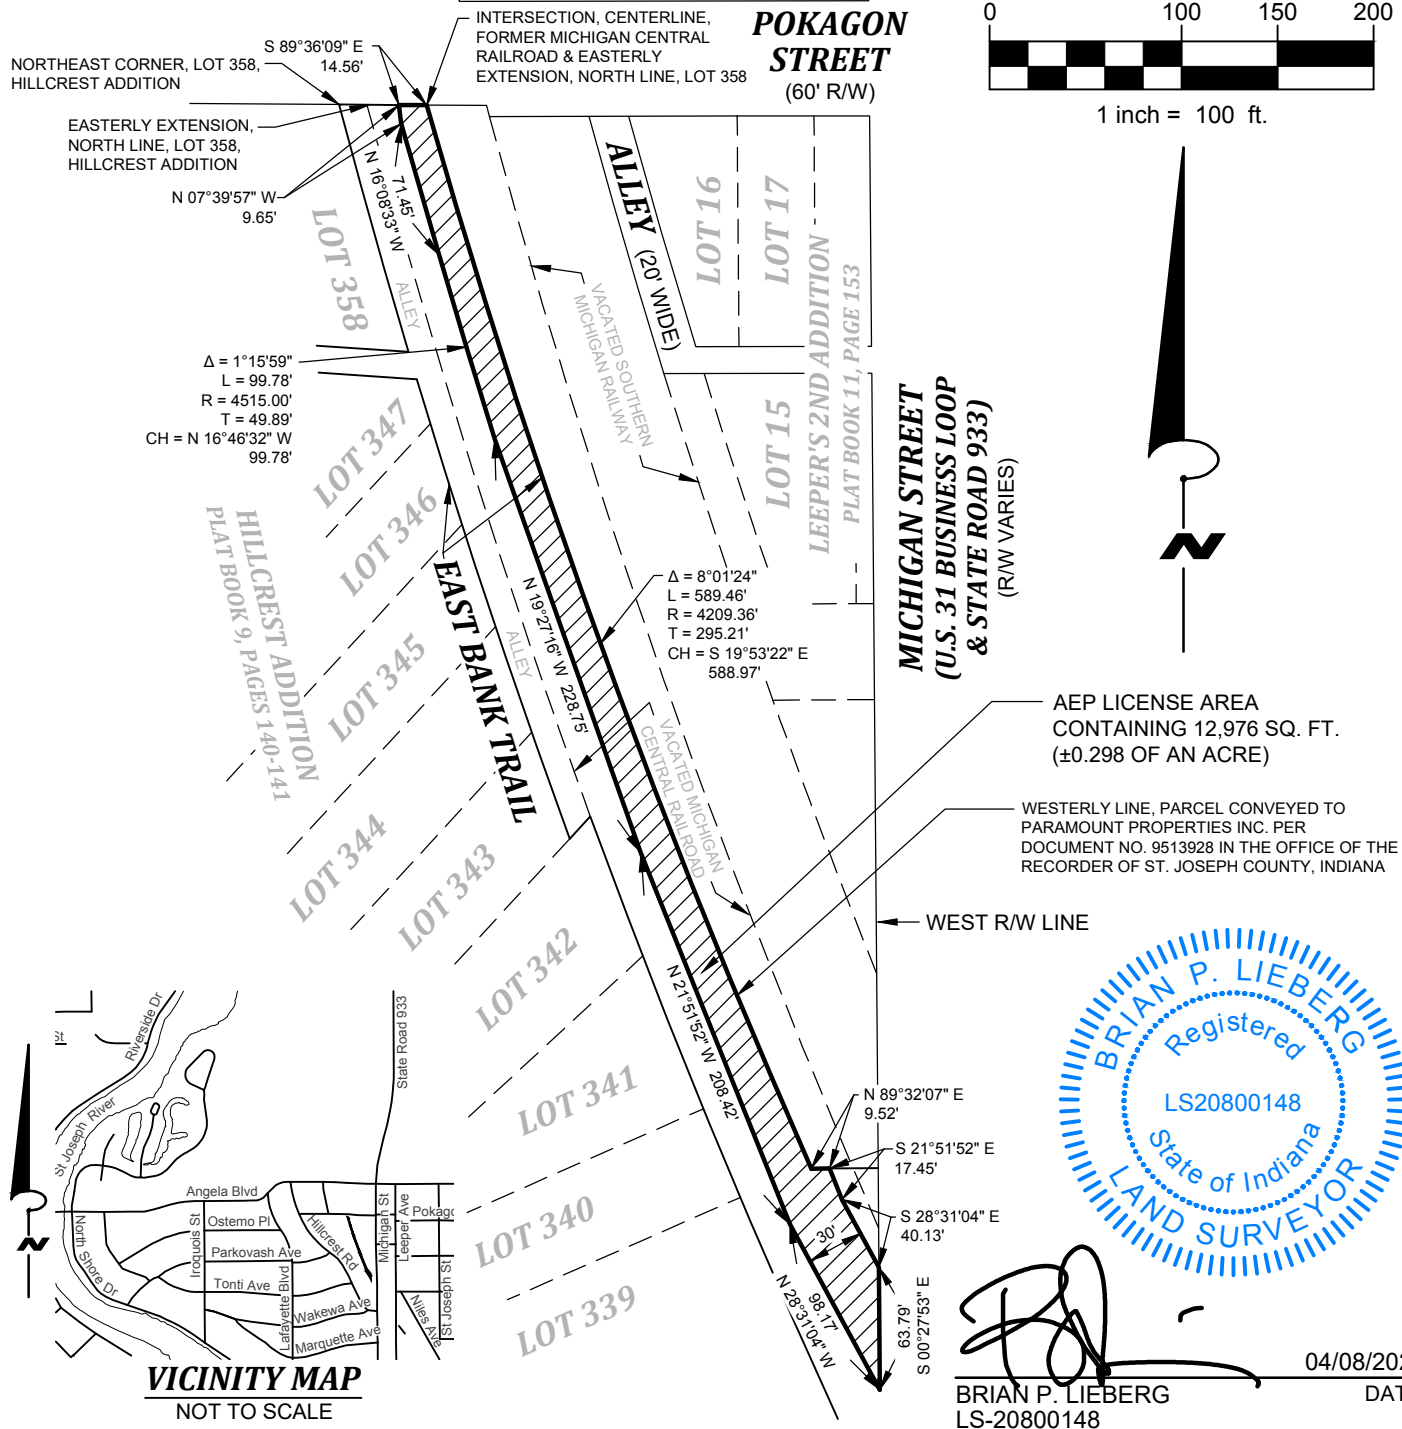 INTERSECTION, CENTERLINE,
FORMER MICHIGAN CENTRAL
RAILROAD & EASTERLY
EXTENSION, NORTH LINE, LOT 358
POKAGON
STREET
(60' R/W)
0
100
150
200
1 inch = 100 ft.
S 89°36'09" E
14.56'
NORTHEAST CORNER, LOT 358,
HILLCREST ADDITION
EASTERLY EXTENSION,
NORTH LINE, LOT 358,
HILLCREST ADDITION
N 07°39'57" W
9.65'
71.45'
N 16°08'33" W
LOT 358
ALLEY
ALLEY (20' WIDE)
LOT 16
LOT 17
VACATED SOUTHERN
MICHIGAN RAILWAY
LOT 15
LEEPER'S 2ND ADDITION
PLAT BOOK 11, PAGE 153
MICHIGAN STREET
(U.S. 31 BUSINESS LOOP
& STATE ROAD 933)
(R/W VARIES)
N
Δ = 1°15'59"
L = 99.78'
R = 4515.00'
T = 49.89'
CH = N 16°46'32" W
99.78'
LOT 347
LOT 346
LOT 345
LOT 344
LOT 343
LOT 342
LOT 341
LOT 340
LOT 339
HILLCREST ADDITION
PLAT BOOK 9, PAGES 140-141
EAST BANK TRAIL
ALLEY
N 19°27'16" W 228.75'
Δ = 8°01'24"
L = 589.46'
R = 4209.36'
T = 295.21'
CH = S 19°53'22" E
588.97'
VACATED MICHIGAN
CENTRAL RAILROAD
AEP LICENSE AREA
CONTAINING 12,976 SQ. FT.
(±0.298 OF AN ACRE)
WESTERLY LINE, PARCEL CONVEYED TO
PARAMOUNT PROPERTIES INC. PER
DOCUMENT NO. 9513928 IN THE OFFICE OF THE
RECORDER OF ST. JOSEPH COUNTY, INDIANA
WEST R/W LINE
N 21°51'52" W 208.42'
N 89°32'07" E
9.52'
S 21°51'52" E
17.45'
S 28°31'04" E
40.13'
30'
98.17'
N 28°31'04" W
63.79'
S 00°27'53" E
BRIAN P. LIEBERG
Registered
LS20800148
State of Indiana
LAND SURVEYOR
04/08/202
BRIAN P. LIEBERG
DAT
LS-20800148
St
Riverside Dr
State Road 933
St Joseph River
Angela Blvd
Ostemo Pl
Parkovash Ave
Tonti Ave
Wakewa Ave
Marquette Ave
North Shore Dr
Iroquois St
Lafayette Blvd
Hillcrest Rd
Michigan St
Leeper Ave
Pokago
Niles Ave
St Joseph St
N
VICINITY MAP
NOT TO SCALE